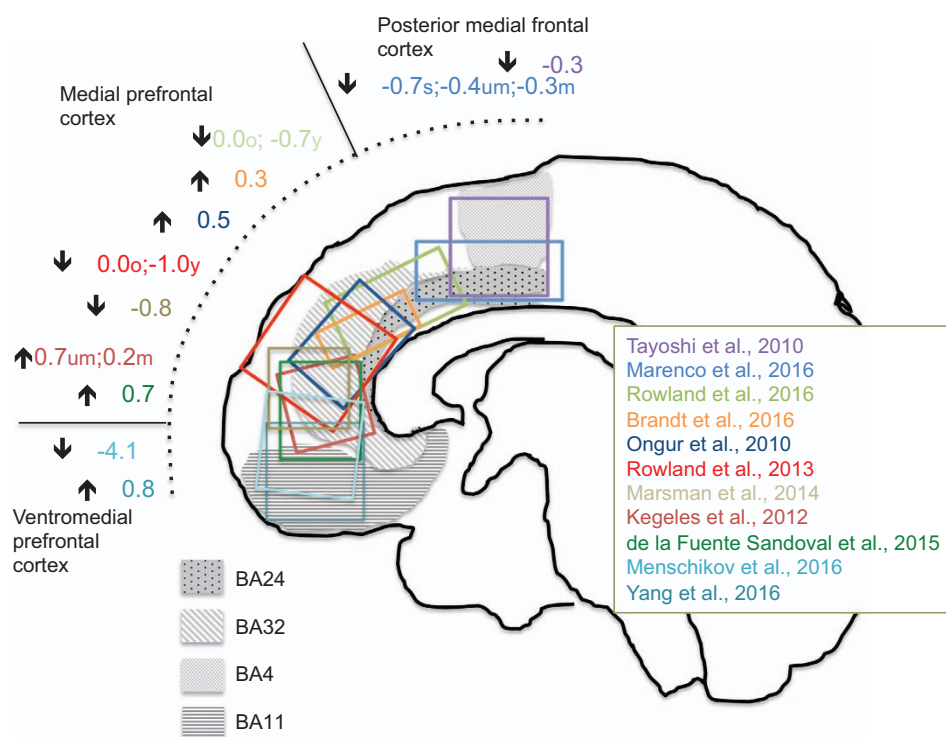 Posterior medial frontal
cortex
-0.3
-0.7s;-0.4um;-0.3m
Medial prefrontal
cortex
0.0o; -0.7y
0.3
0.5
0.0o;-1.0y
-0.8
0.7um;0.2m
0.7
-4.1
0.8
Ventromedial
prefrontal
cortex
Tayoshi et al., 2010
Marenco et al., 2016
Rowland et al., 2016
Brandt et al., 2016
Ongur et al., 2010
Rowland et al., 2013
Marsman et al., 2014
Kegeles et al., 2012
de la Fuente Sandoval et al., 2015
Menschikov et al., 2016
Yang et al., 2016
BA24
BA32
BA4
BA11